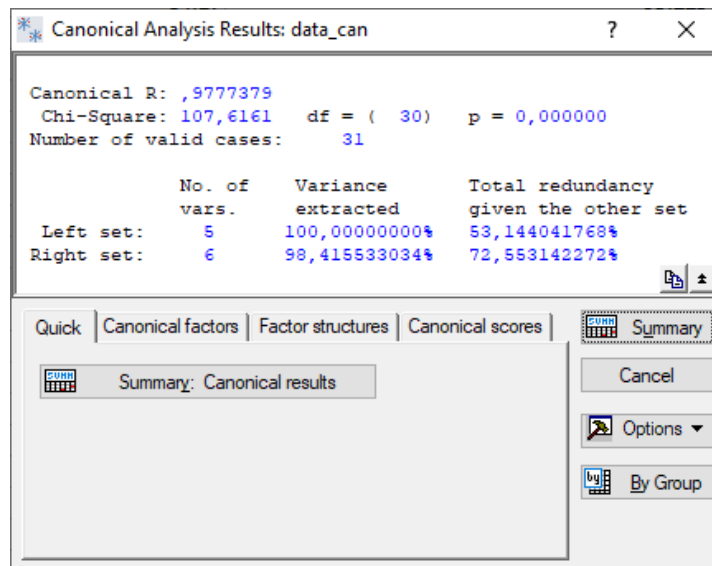 Canonical Analysis Results: data_can ? X
Canonical R: ,9777379
Chi-Square: 107,6161 df = ( 30) p = 0,000000
Number of valid cases: 31
No. of Variance Total redundancy
vars. extracted given the other set
Left set: 5 100,00000000% 53,144041768%
Right set: 6 98,415533034% 72,553142272%
Quick Canonical factors Factor structures Canonical scores
SUMM Summary
SUMM Summary: Canonical results
Cancel
Options
by By Group